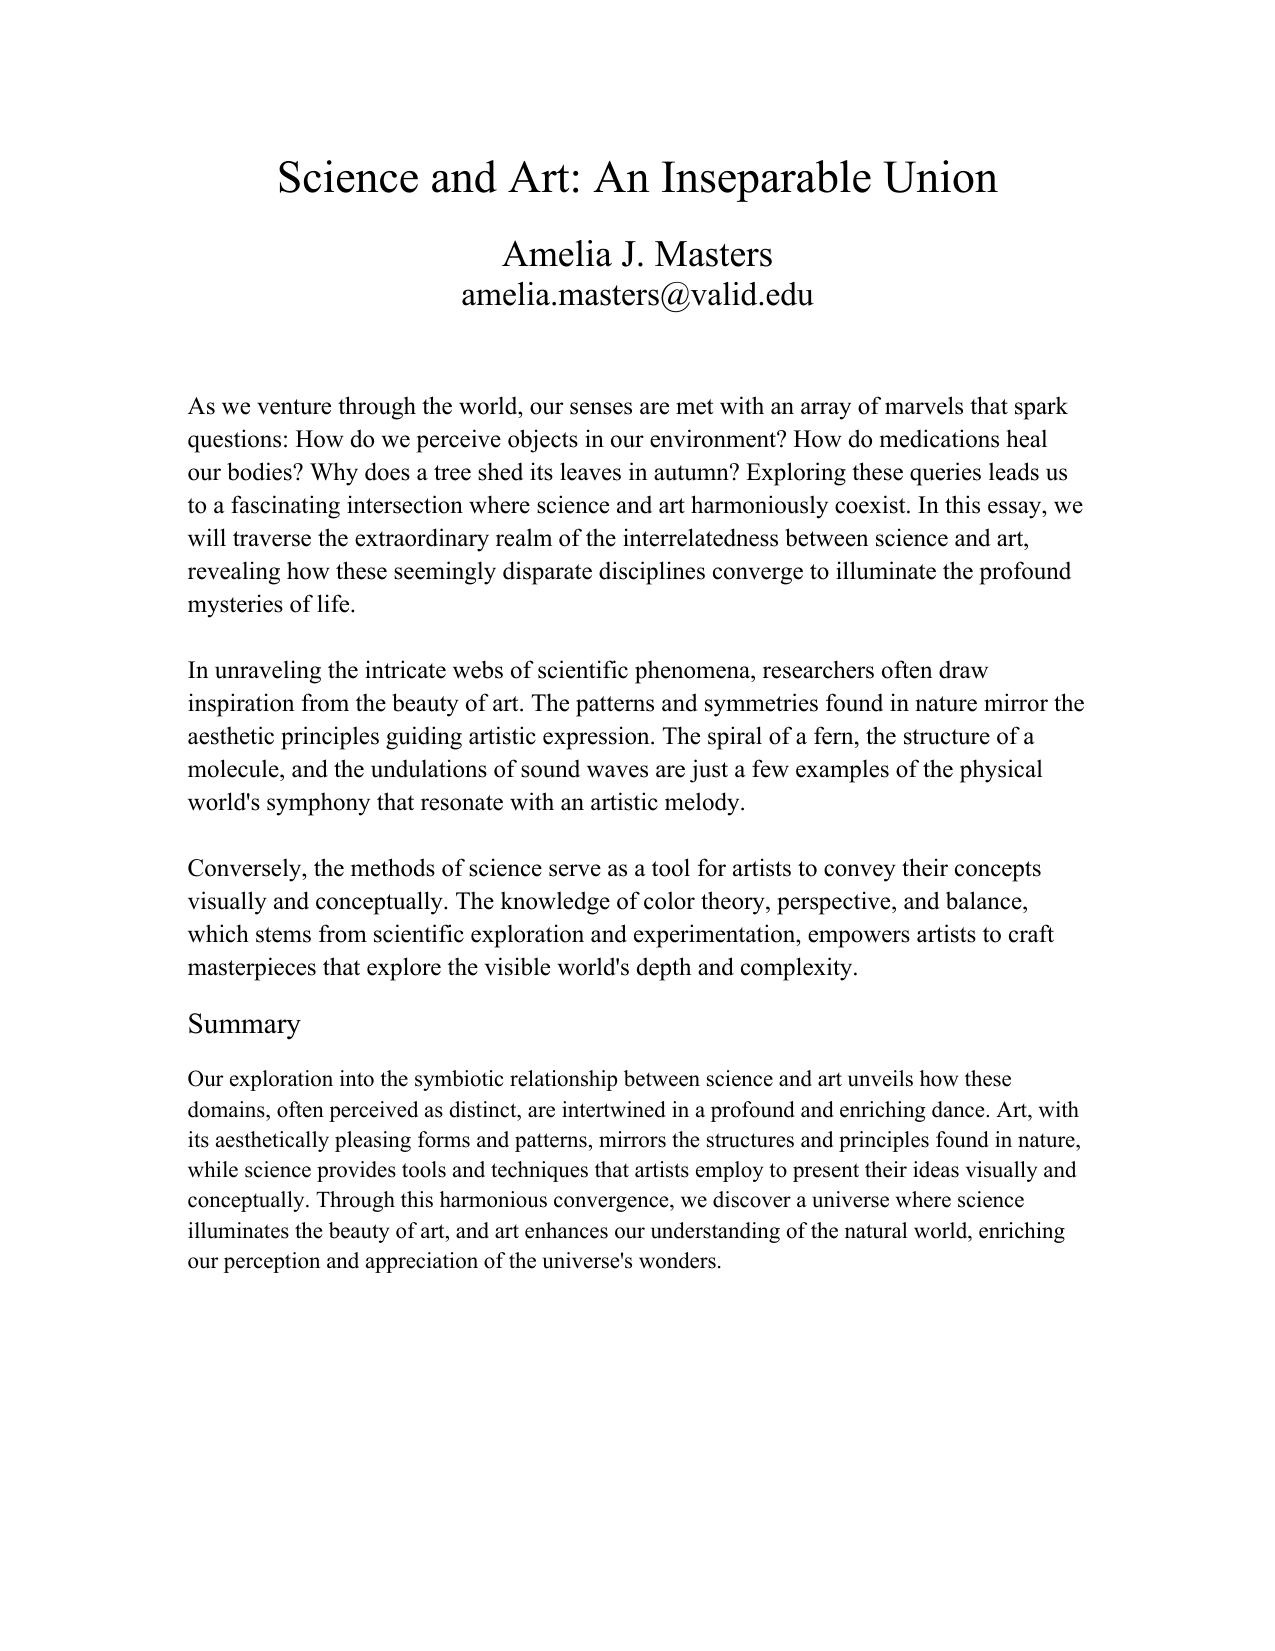 Science and Art: An Inseparable Union
Amelia J. Masters
amelia.masters@valid.edu
As we venture through the world, our senses are met with an array of marvels that spark
questions: How do we perceive objects in our environment? How do medications heal
our bodies? Why does a tree shed its leaves in autumn? Exploring these queries leads us
to a fascinating intersection where science and art harmoniously coexist. In this essay, we
will traverse the extraordinary realm of the interrelatedness between science and art,
revealing how these seemingly disparate disciplines converge to illuminate the profound
mysteries of life.
In unraveling the intricate webs of scientific phenomena, researchers often draw
inspiration from the beauty of art. The patterns and symmetries found in nature mirror the
aesthetic principles guiding artistic expression. The spiral of a fern, the structure of a
molecule, and the undulations of sound waves are just a few examples of the physical
world's symphony that resonate with an artistic melody.
Conversely, the methods of science serve as a tool for artists to convey their concepts
visually and conceptually. The knowledge of color theory, perspective, and balance,
which stems from scientific exploration and experimentation, empowers artists to craft
masterpieces that explore the visible world's depth and complexity.
Summary
Our exploration into the symbiotic relationship between science and art unveils how these
domains, often perceived as distinct, are intertwined in a profound and enriching dance. Art, with
its aesthetically pleasing forms and patterns, mirrors the structures and principles found in nature,
while science provides tools and techniques that artists employ to present their ideas visually and
conceptually. Through this harmonious convergence, we discover a universe where science
illuminates the beauty of art, and art enhances our understanding of the natural world, enriching
our perception and appreciation of the universe's wonders.